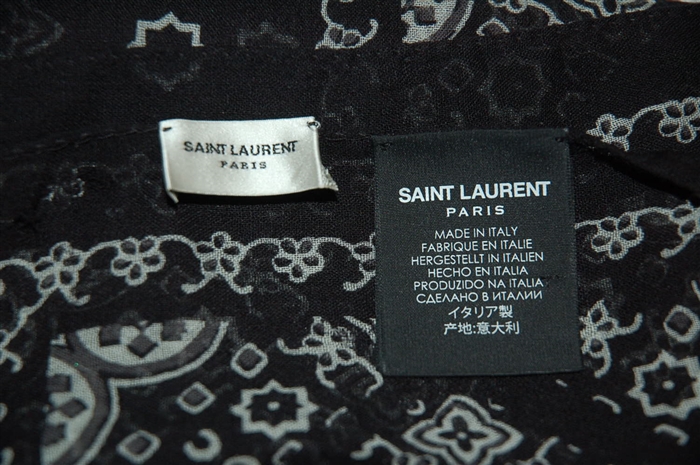 SAINT LAURENT
PARIS
SAINT LAURENT
PARIS
MADE IN ITALY
FABRIQUE EN ITALIE
HERGESTELLT IN ITALIEN
HECHO EN ITALIA
PRODUZIDO NA ITALIA
СДЕЛАНО В ИТАЛИИ
イタリア製
产地:意大利